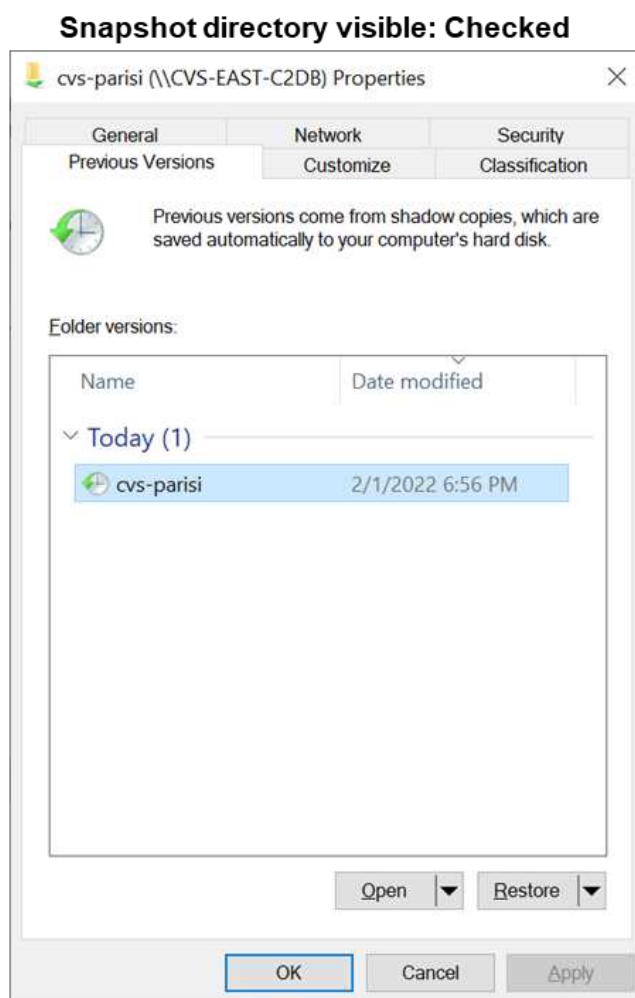 Snapshot directory visible: Checked
cvs-parisi (\\CVS-EAST-C2DB) Properties
General Network Security
Previous Versions Customize Classification
Previous versions come from shadow copies, which are
saved automatically to your computer's hard disk.
Folder versions:
Name Date modified
Today (1)
cvs-parisi 2/1/2022 6:56 PM
Open Restore
OK Cancel Apply